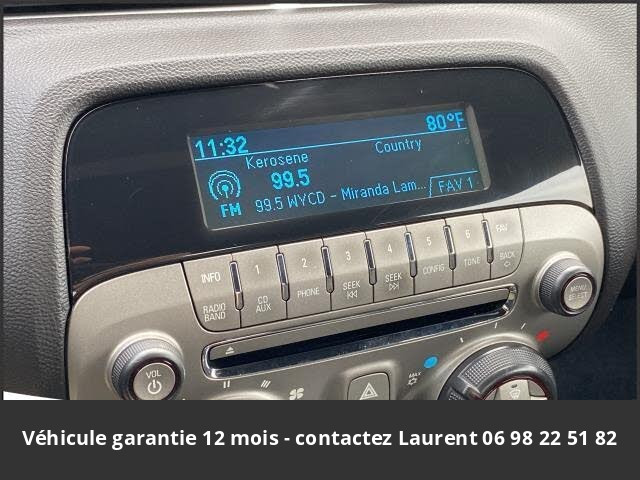 11:32 80°F
Kerosene Country
99.5
FM 99.5 WYCD - Miranda Lam... FAV 1
INFO 1 2 3 4 5 6 FAV
RADIO BAND CD AUX PHONE SEEK SEEK CONFIG TONE BACK
MENU SELECT
VOL
MAX
Véhicule garantie 12 mois - contactez Laurent 06 98 22 51 82